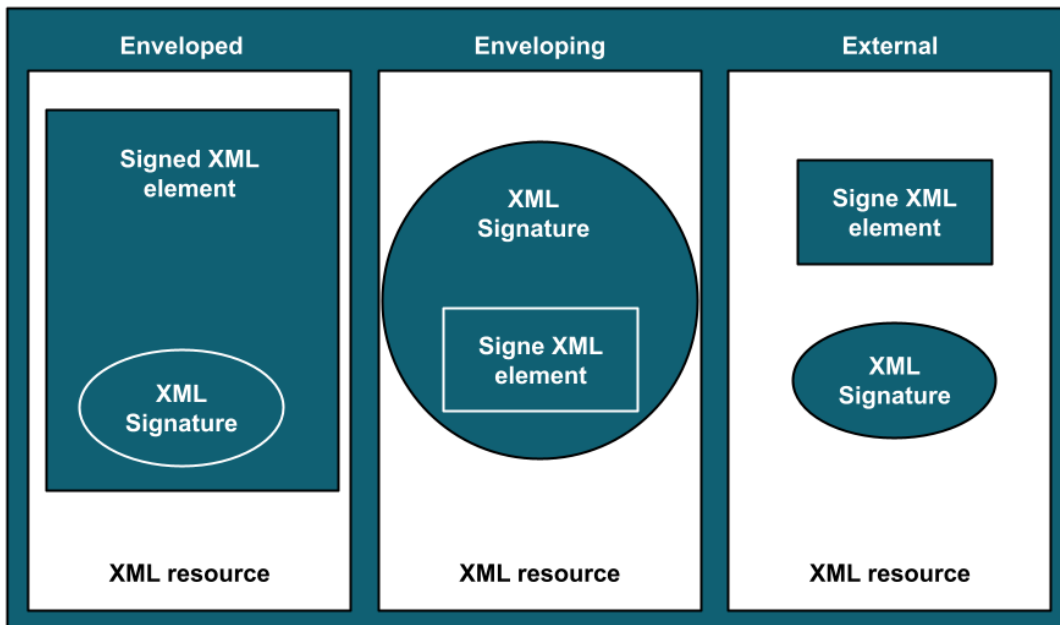 Enveloped
Signed XML
element
XML
Signature
XML resource
Enveloping
XML
Signature
Signe XML
element
XML resource
External
Signe XML
element
XML
Signature
XML resource